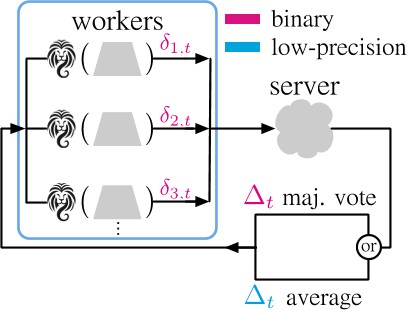 workers
binary
low-precision
( ) δ1,t
server
( ) δ2,t
( ) δ3,t
⋮
Δt maj. vote
or
Δt average